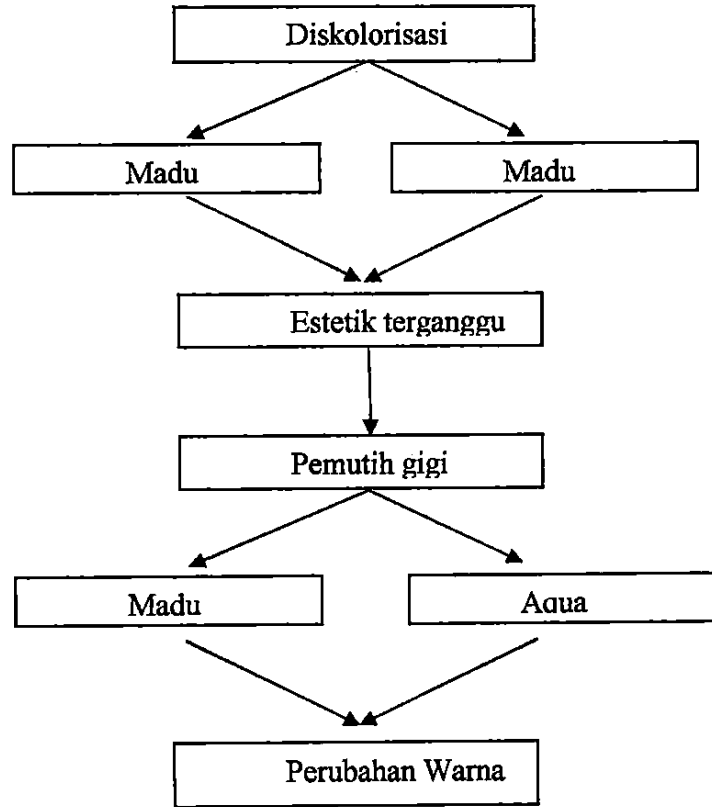 Diskolorisasi
Madu
Madu
Estetik terganggu
Pemutih gigi
Madu
Aqua
Perubahan Warna